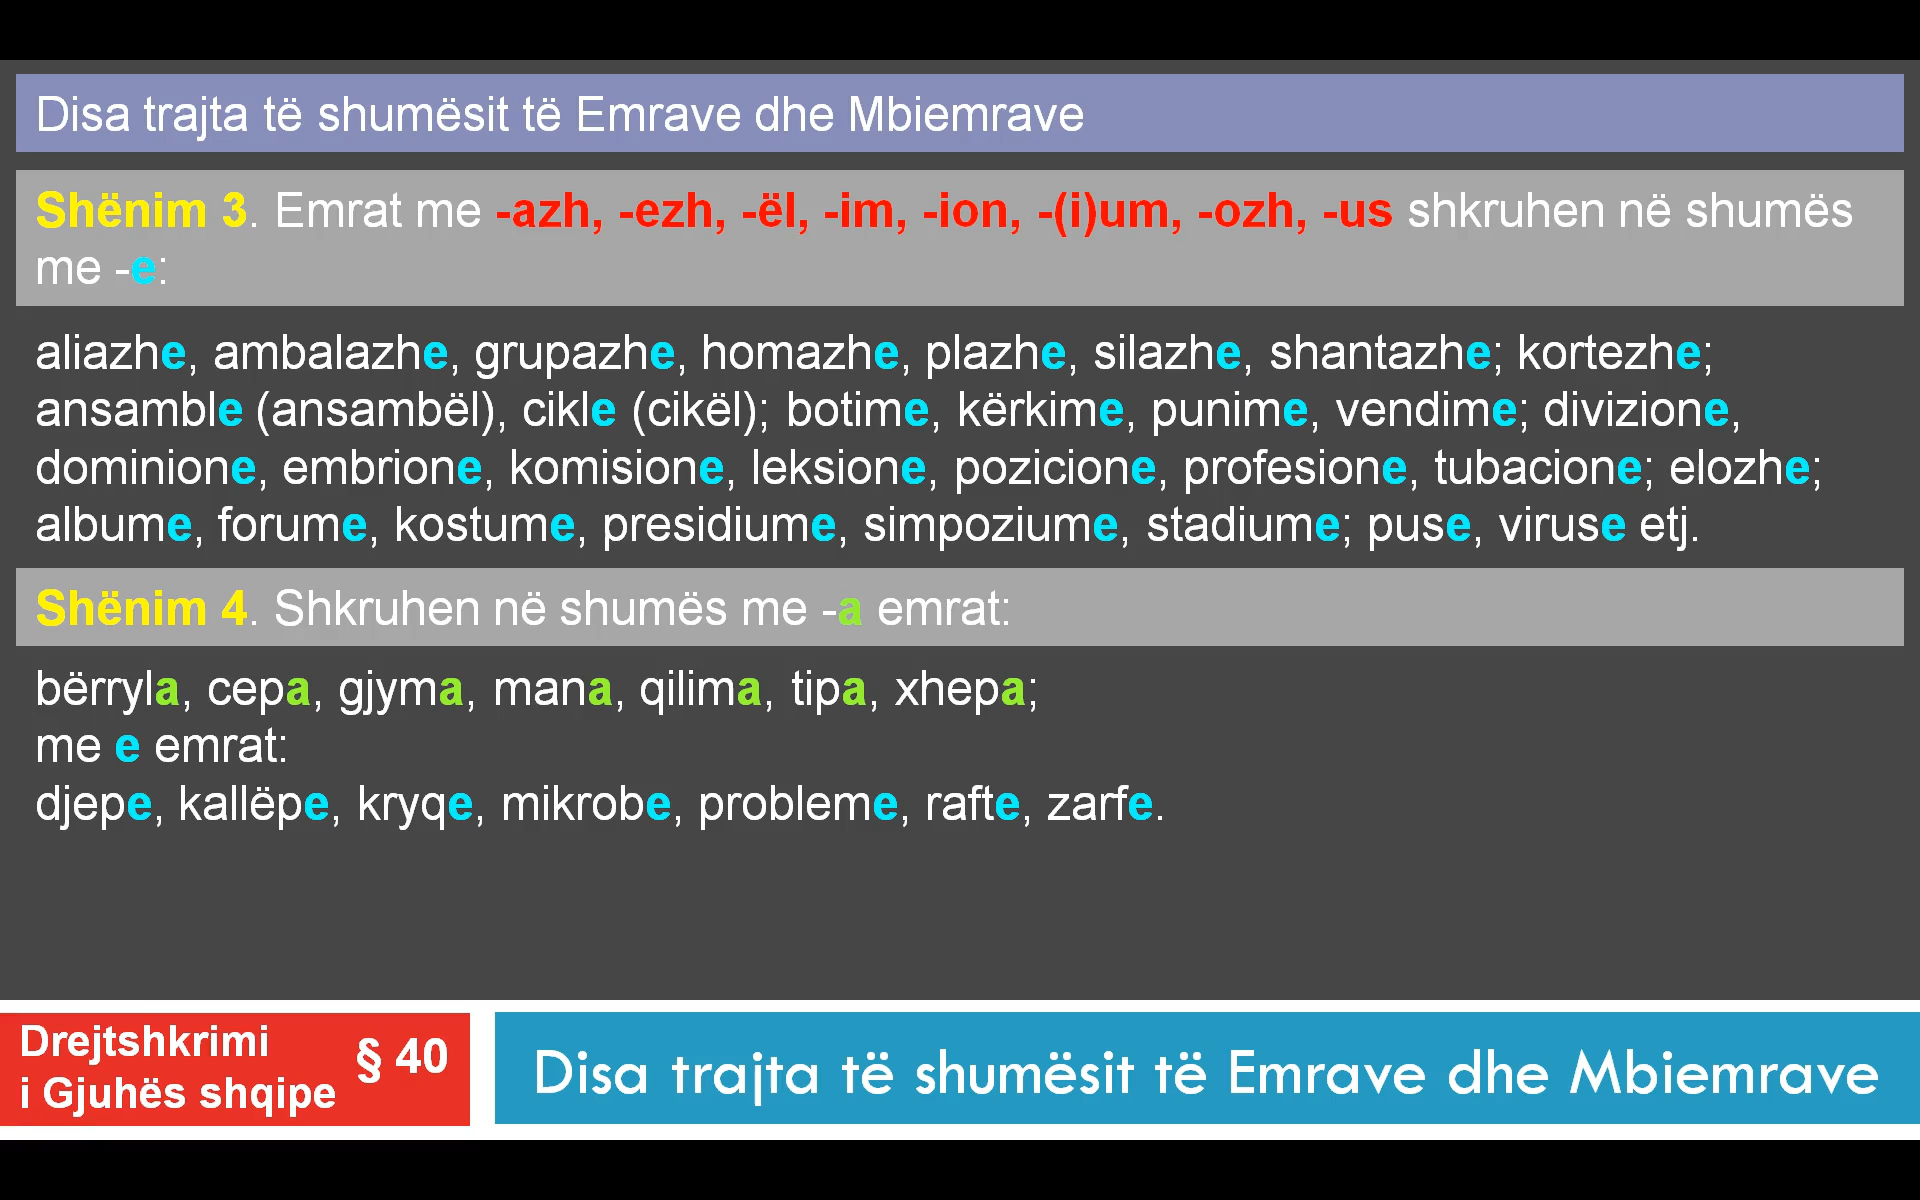 Disa trajta të shumësit të Emrave dhe Mbiemrave
Shënim 3. Emrat me -azh, -ezh, -ël, -im, -ion, -(i)um, -ozh, -us shkruhen në shumës
me -e:
aliazhe, ambalazhe, grupazhe, homazhe, plazhe, silazhe, shantazhe; kortezhe;
ansamble (ansambël), cikle (cikël); botime, kërkime, punime, vendime; divizione,
dominione, embrione, komisione, leksione, pozicione, profesione, tubacione; elozhe;
albume, forume, kostume, presidiume, simpoziume, stadiume; puse, viruse etj.
Shënim 4. Shkruhen në shumës me -a emrat:
bërryla, cepa, gjyma, mana, qilima, tipa, xhepa;
me e emrat:
djepe, kallëpe, kryqe, mikrobe, probleme, rafte, zarfe.
Drejtshkrimi
i Gjuhës shqipe
§ 40
Disa trajta të shumësit të Emrave dhe Mbiemrave